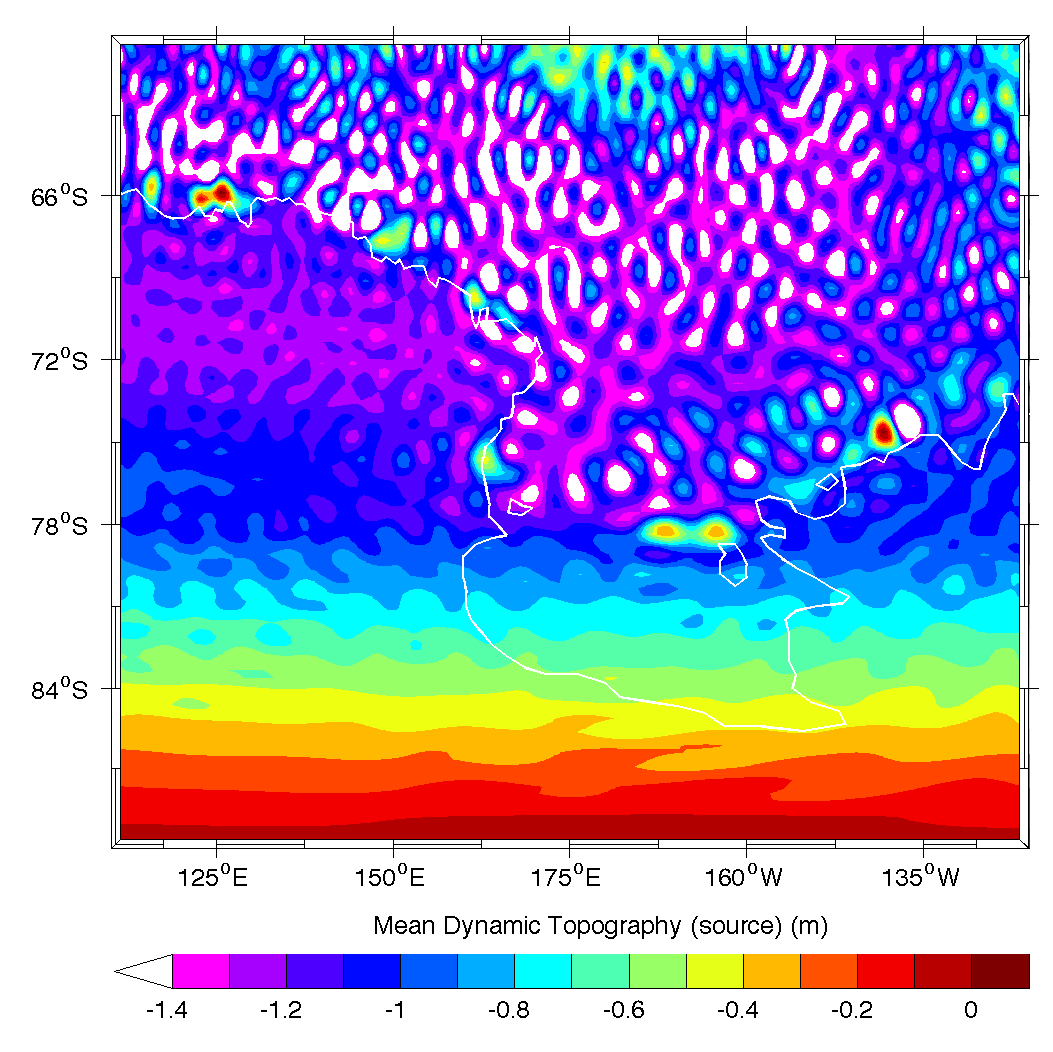 66°S
72°S
78°S
84°S
125°E 150°E 175°E 160°W 135°W
Mean Dynamic Topography (source) (m)
-1.4 -1.2 -1 -0.8 -0.6 -0.4 -0.2 0